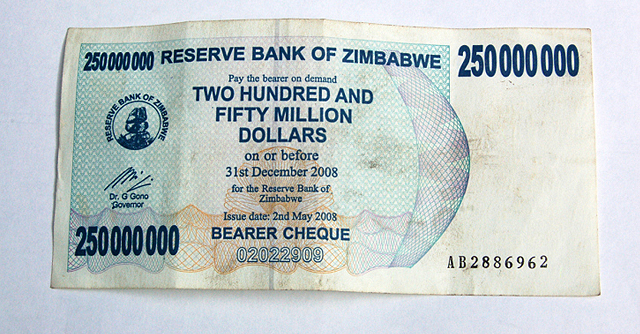 250000000 RESERVE BANK OF ZIMBABWE 250000000
Pay the bearer on demand
TWO HUNDRED AND
FIFTY MILLION
DOLLARS
on or before
31st December 2008
for the Reserve Bank of
Zimbabwe
Issue date: 2nd May 2008
BEARER CHEQUE
02022909
RESERVE BANK OF ZIMBABWE
Dr. G Gono
Governor
250000000
AB2886962